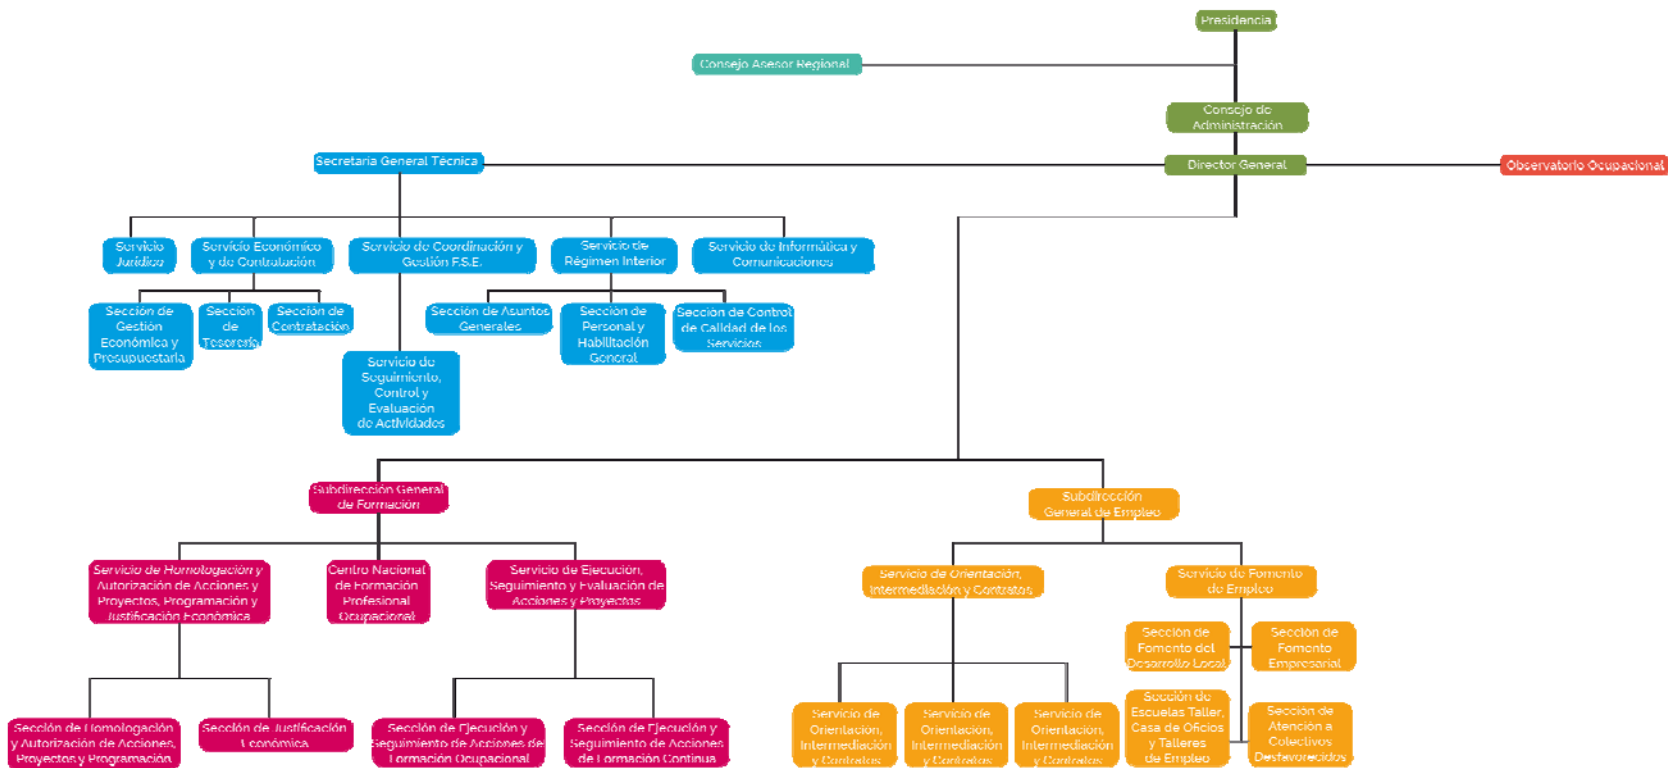 Presidencia
Consejo Asesor Regional
Consejo de
Administración
Secretaría General Técnica
Director General
Observatorio Ocupacional
Servicio
Jurídico
Servicio Económico
y de Contratación
Servicio de Coordinación y
Gestión F.S.E.
Servicio de
Régimen Interior
Servicio de Informática y
Comunicaciones
Sección de
Gestión
Económica y
Presupuestaria
Sección
de
Tesorería
Sección de
Contratación
Sección de Asuntos
Generales
Sección de
Personal y
Habilitación
General
Sección de Control
de Calidad de los
Servicios
Servicio de
Seguimiento,
Control y
Evaluación
de Actividades
Subdirección General
de Formación
Subdirección
General de Empleo
Servicio de Homologación y
Autorización de Acciones y
Proyectos, Programación y
Justificación Económica
Centro Nacional
de Formación
Profesional
Ocupacional
Servicio de Ejecución,
Seguimiento y Evaluación de
Acciones y Proyectos
Servicio de Orientación,
Intermediación y Contratos
Servicio de Fomento
de Empleo
Sección de
Fomento del
Desarrollo Local
Sección de
Fomento
Empresarial
Sección de Homologación
y Autorización de Acciones,
Proyectos y Programación
Sección de Justificación
Económica
Sección de Ejecución y
Seguimiento de Acciones de
Formación Ocupacional
Sección de Ejecución y
Seguimiento de Acciones
de Formación Continua
Servicio de
Orientación,
Intermediación
y Contratos
Servicio de
Orientación,
Intermediación
y Contratos
Servicio de
Orientación,
Intermediación
y Contratos
Sección de
Escuelas Taller,
Casa de Oficios
y Talleres
de Empleo
Sección de
Atención a
Colectivos
Desfavorecidos